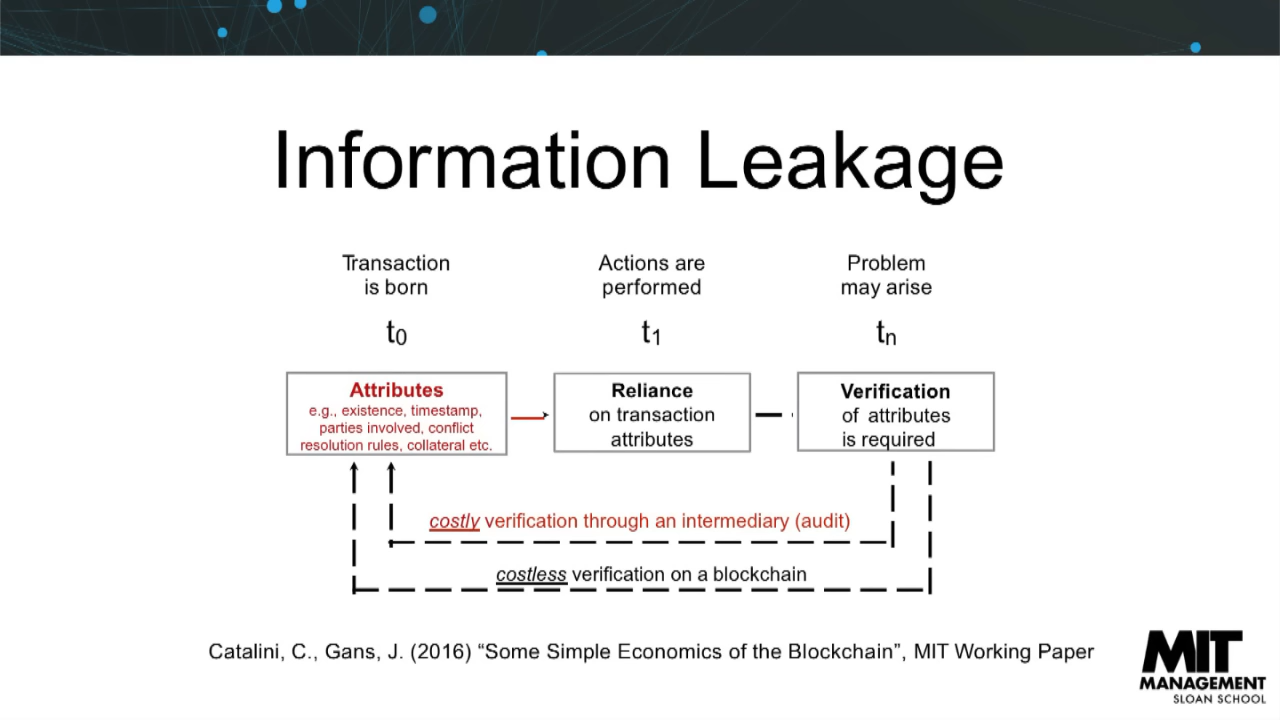 Information Leakage
Transaction
is born
Actions are
performed
Problem
may arise
t0
t1
tn
Attributes
e.g., existence, timestamp,
parties involved, conflict
resolution rules, collateral etc.
Reliance
on transaction
attributes
Verification
of attributes
is required
costly verification through an intermediary (audit)
costless verification on a blockchain
Catalini, C., Gans, J. (2016) “Some Simple Economics of the Blockchain”, MIT Working Paper
MIT
MANAGEMENT
SLOAN SCHOOL